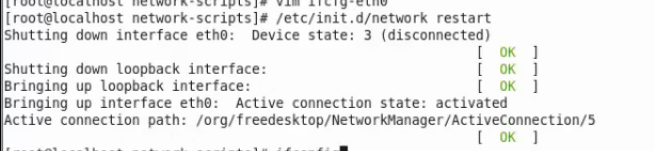 [root@localhost network-scripts]# vim ifcfg-eth0
[root@localhost network-scripts]# /etc/init.d/network restart
Shutting down interface eth0:  Device state: 3 (disconnected)
[  OK  ]
Shutting down loopback interface:                          [  OK  ]
Bringing up loopback interface:                            [  OK  ]
Bringing up interface eth0:  Active connection state: activated
Active connection path: /org/freedesktop/NetworkManager/ActiveConnection/5
[  OK  ]
[root@localhost network-scripts]# ifconfig